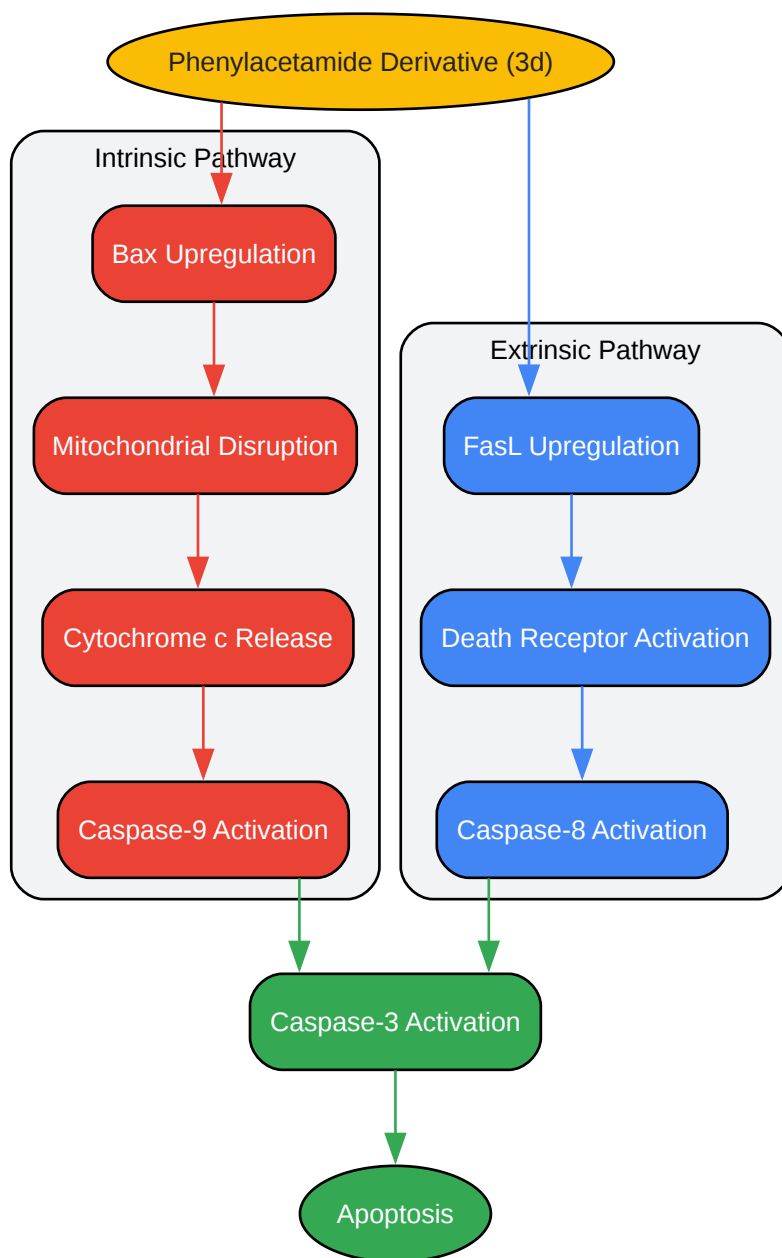 Phenylacetamide Derivative (3d)
Intrinsic Pathway
Bax Upregulation
Mitochondrial Disruption
Cytochrome c Release
Caspase-9 Activation
Extrinsic Pathway
FasL Upregulation
Death Receptor Activation
Caspase-8 Activation
Caspase-3 Activation
Apoptosis